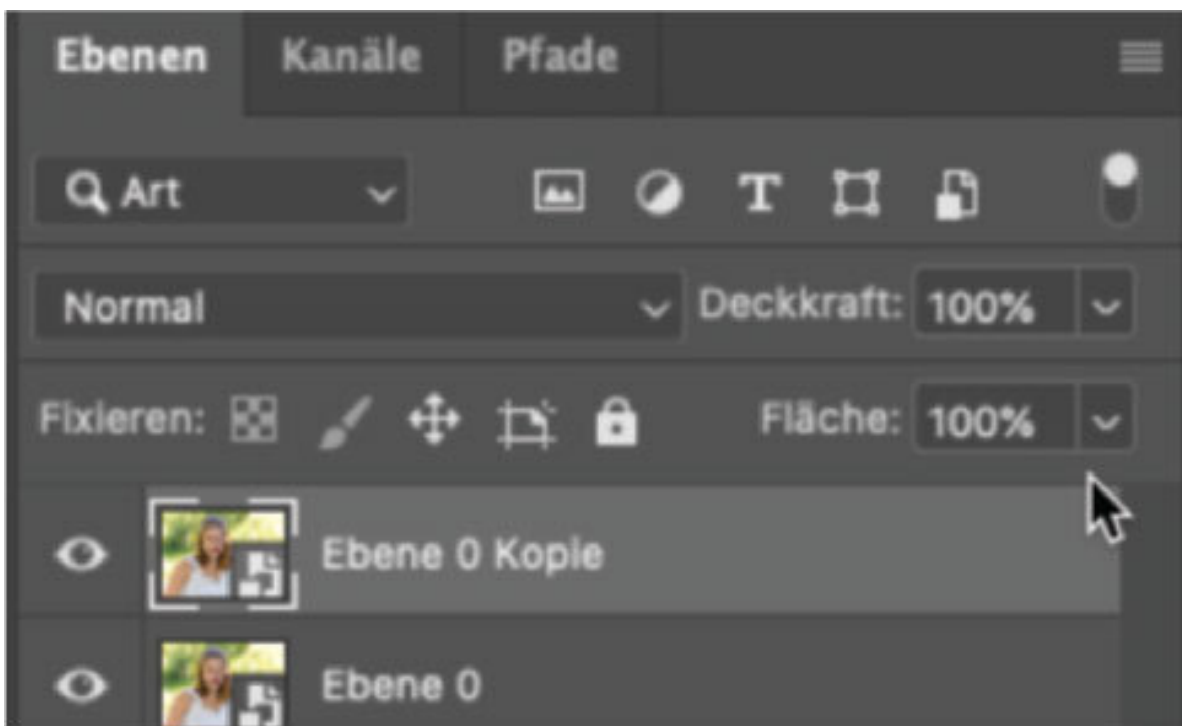 Ebenen Kanäle Pfade
Art T
Normal Deckkraft: 100%
Fixieren: Fläche: 100%
Ebene 0 Kopie
Ebene 0